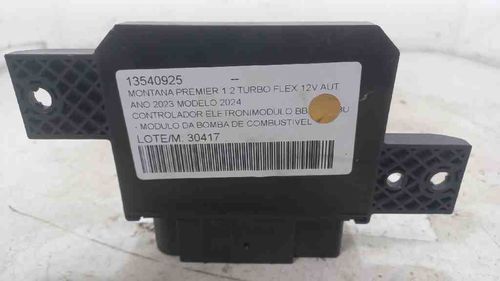 13540925 --
MONTANA PREMIER 1 2 TURBO FLEX 12V AUT
ANO 2023 MODELO 2024
CONTROLADOR ELETRONIMODULO BB
- MODULO DA BOMBA DE COMBUSTIVEL
LOTE/M. 30417